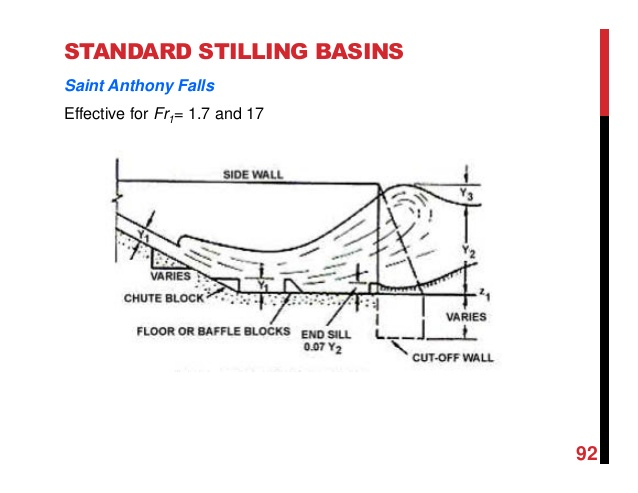 STANDARD STILLING BASINS
Saint Anthony Falls
Effective for Fr1= 1.7 and 17
SIDE WALL
Y3
Y1
Y2
VARIES
Y1
z1
CHUTE BLOCK
VARIES
FLOOR OR BAFFLE BLOCKS
END SILL
0.07 Y2
CUT-OFF WALL
92